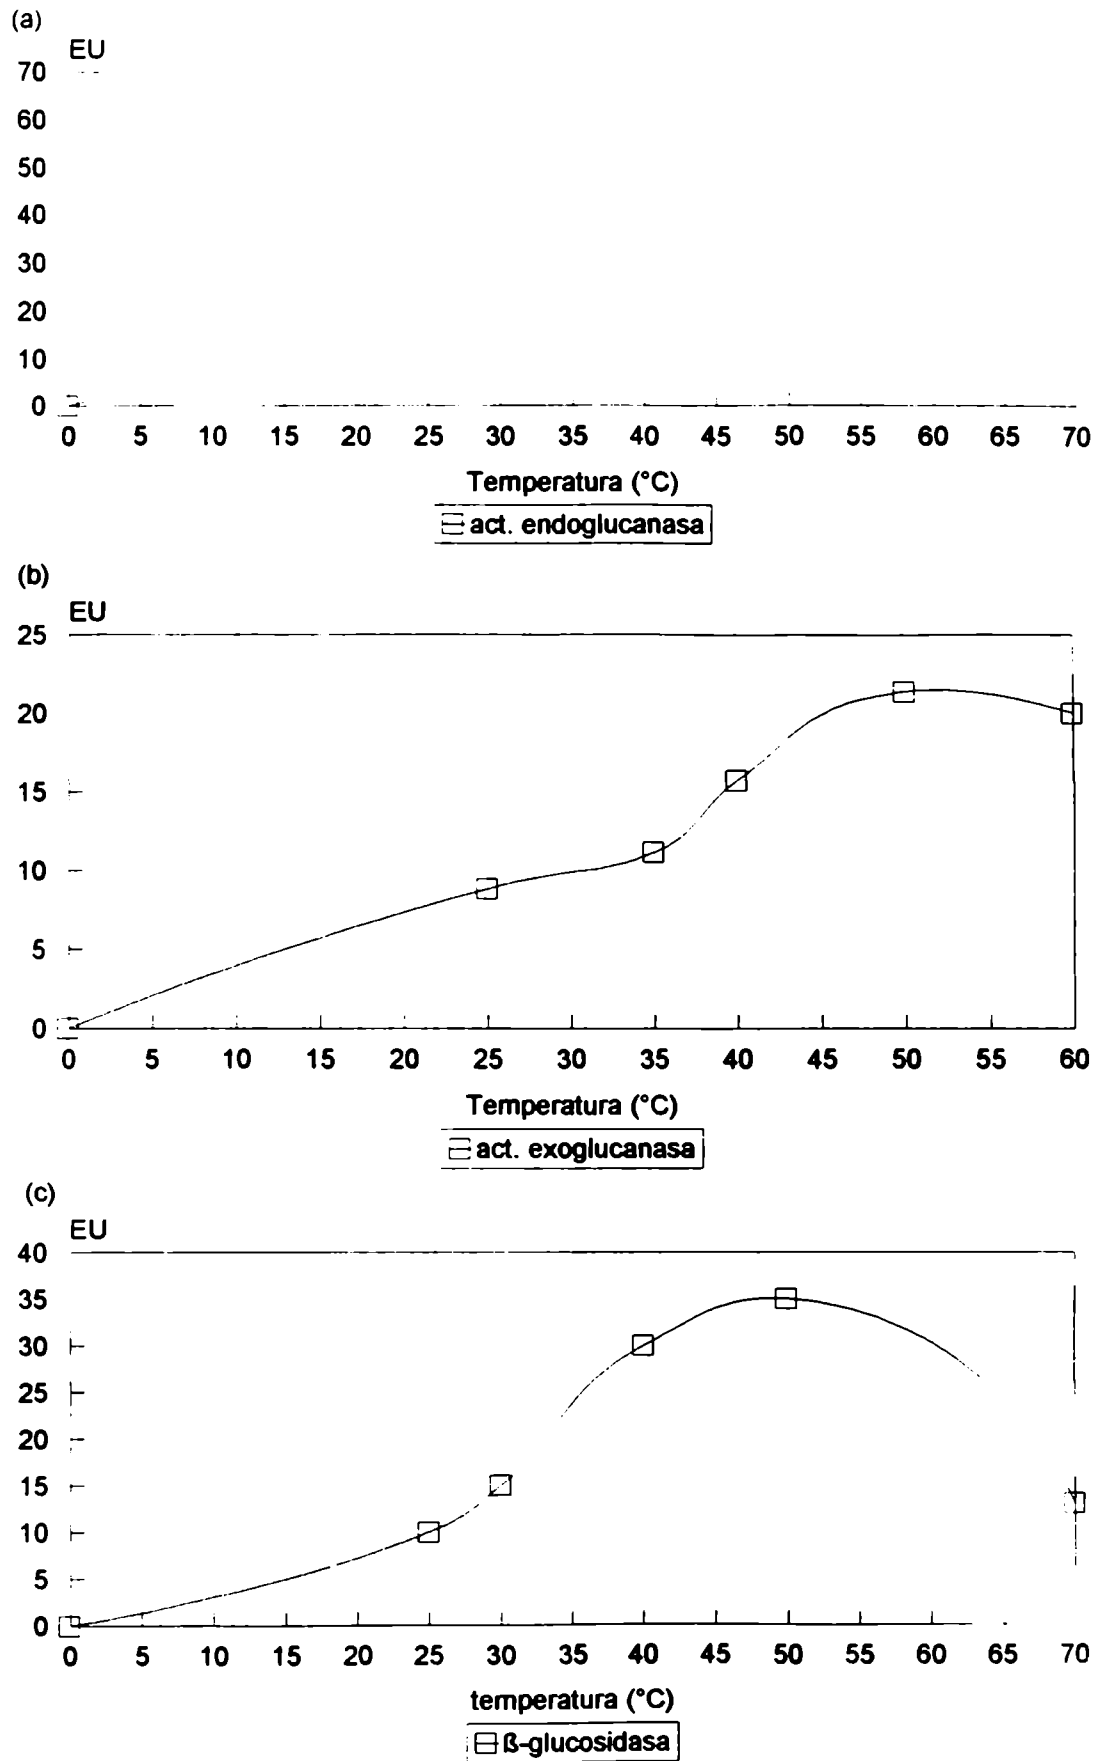 (a)
EU
70
60
50
40
30
20
10
0
0 5 10 15 20 25 30 35 40 45 50 55 60 65 70
Temperatura (°C)
act. endoglucanasa
(b)
EU
25
20
15
10
5
0
0 5 10 15 20 25 30 35 40 45 50 55 60
Temperatura (°C)
act. exoglucanasa
(c)
EU
40
35
30
25
20
15
10
5
0
0 5 10 15 20 25 30 35 40 45 50 55 60 65 70
temperatura (°C)
ß-glucosidasa